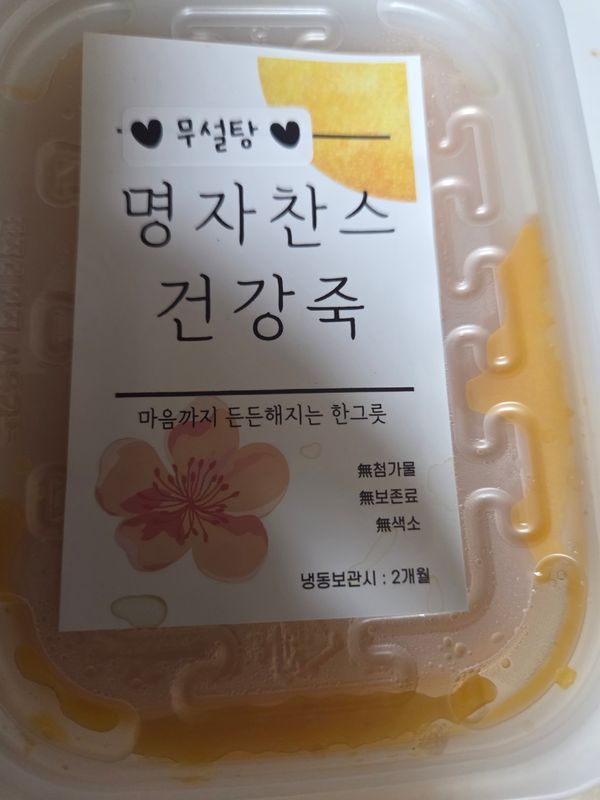 ♥ 무설탕 ♥
명자찬스
건강죽
마음까지 든든해지는 한그릇
無첨가물
無보존료
無색소
냉동보관시 : 2개월